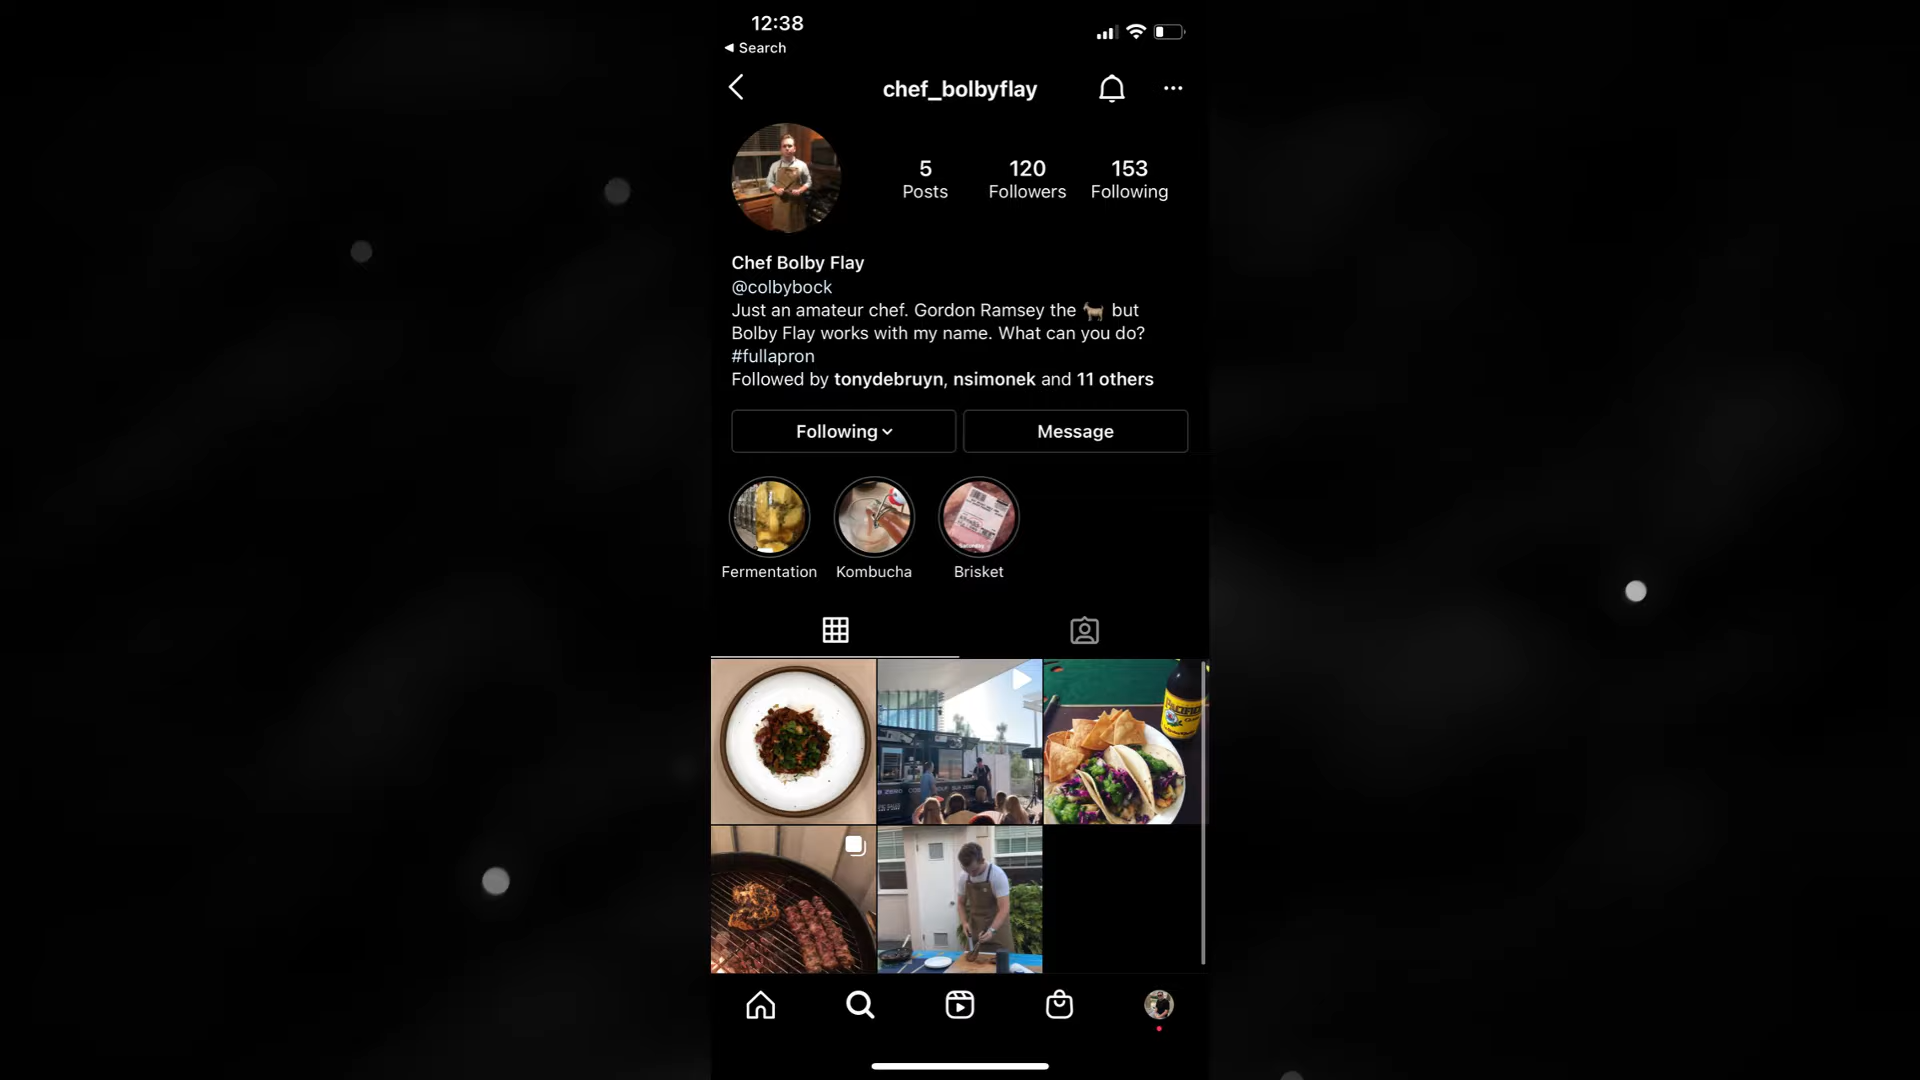 12:38
Search
chef_bolbyflay
5
Posts
120
Followers
153
Following
Chef Bolby Flay
@colbybock
Just an amateur chef. Gordon Ramsey the 🐐 but
Bolby Flay works with my name. What can you do?
#fullapron
Followed by tonydebruyn, nsimonek and 11 others
Following
Message
Fermentation
Kombucha
Brisket